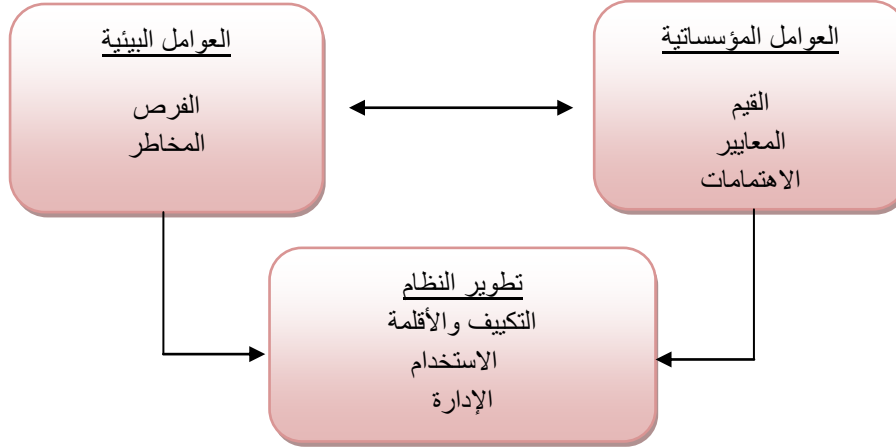 العوامل المؤسساتية
القيم
المعايير
الاهتمامات
العوامل البيئية
الفرص
المخاطر
تطوير النظام
التكييف والأقلمة
الاستخدام
الإدارة